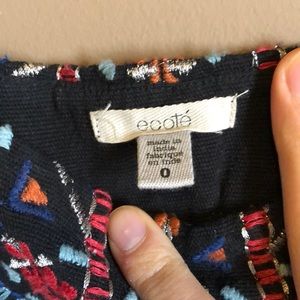 ecoté
made in
india
fabriqué
en inde
0